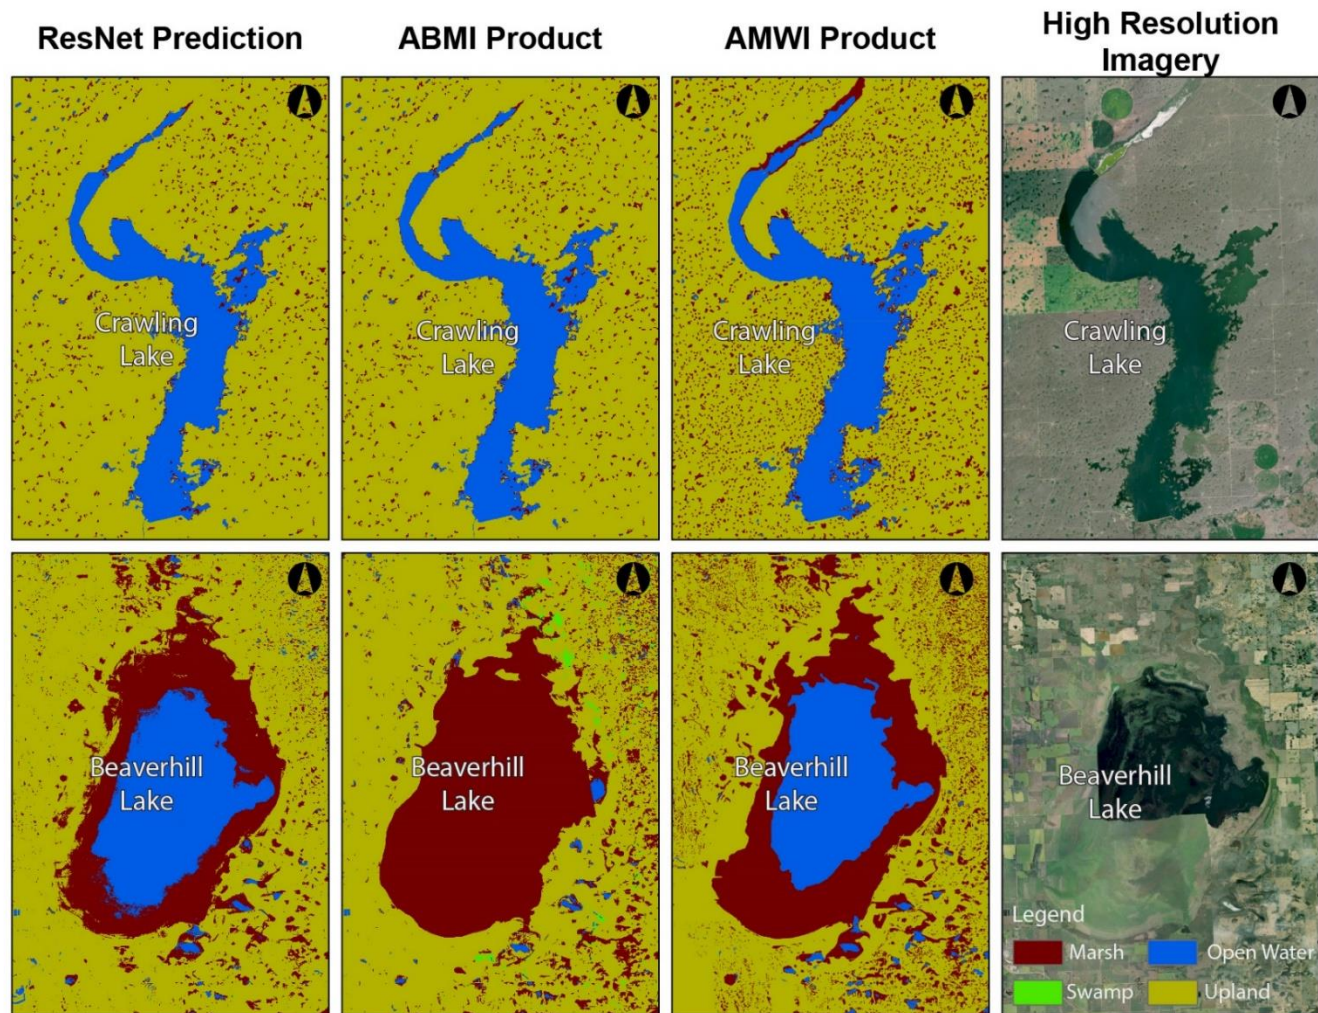 ResNet Prediction
ABMI Product
AMWI Product
High Resolution
Imagery
Crawling
Lake
Crawling
Lake
Crawling
Lake
Crawling
Lake
Beaverhill
Lake
Beaverhill
Lake
Beaverhill
Lake
Beaverhill
Lake
Legend
Marsh
Open Water
Swamp
Upland